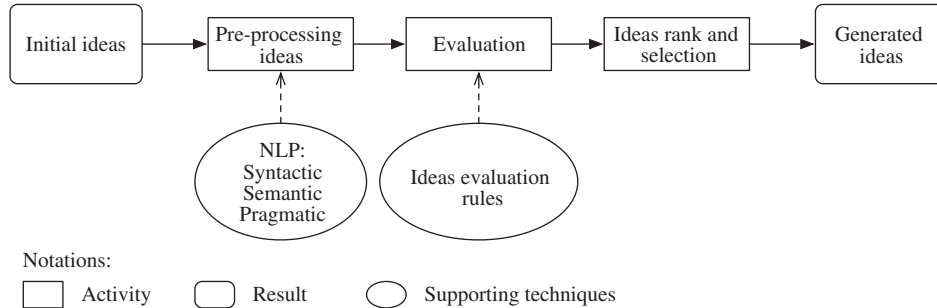 Initial ideas
Pre-processing
ideas
Evaluation
Ideas rank and
selection
Generated
ideas
NLP:
Syntactic
Semantic
Pragmatic
Ideas evaluation
rules
Notations:
Activity
Result
Supporting techniques